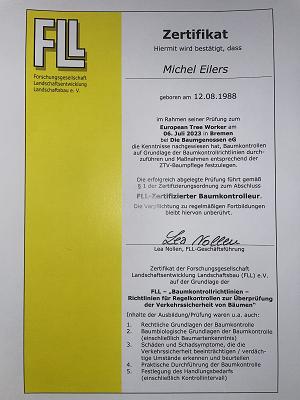 FLL
Forschungsgesellschaft
Landschaftsentwicklung
Landschaftsbau e. V.
Zertifikat
Hiermit wird bestätigt, dass
Michel Eilers
geboren am 12.08.1988
im Rahmen seiner Prüfung zum
European Tree Worker am
06. Juli 2023 in Bremen
bei Die Baumgenossen eG
die Kenntnisse nachgewiesen hat, Baumkontrollen
auf Grundlage der Baumkontrollrichtlinien durch-
zuführen und Maßnahmen entsprechend der
ZTV-Baumpflege festzulegen.
Die erfolgreich abgelegte Prüfung führt gemäß
§ 1 der Zertifizierungsordnung zum Abschluss
FLL-Zertifizierter Baumkontrolleur.
Die Verpflichtung zu regelmäßigen Fortbildungen
bleibt hiervon unberührt.
Lea Nollen
Lea Nollen, FLL-Geschäftsführung
Zertifikat der Forschungsgesellschaft
Landschaftsentwicklung Landschaftsbau (FLL) e.V.
auf der Grundlage der
FLL – „Baumkontrollrichtlinien –
Richtlinien für Regelkontrollen zur Überprüfung
der Verkehrssicherheit von Bäumen"
Inhalte der Ausbildung/Prüfung waren u.a. auch:
1. Rechtliche Grundlagen der Baumkontrolle
2. Baumbiologische Grundlagen der Baumkontrolle
(einschließlich Baumartenkenntnis)
3. Schäden und Schadsymptome, die die
Verkehrssicherheit beeinträchtigen / verdäch-
tige Umstände erkennen und beurteilen
4. Praktische Durchführung der Baumkontrolle
5. Festlegung des Handlungsbedarfs
(einschließlich Kontrollintervall)